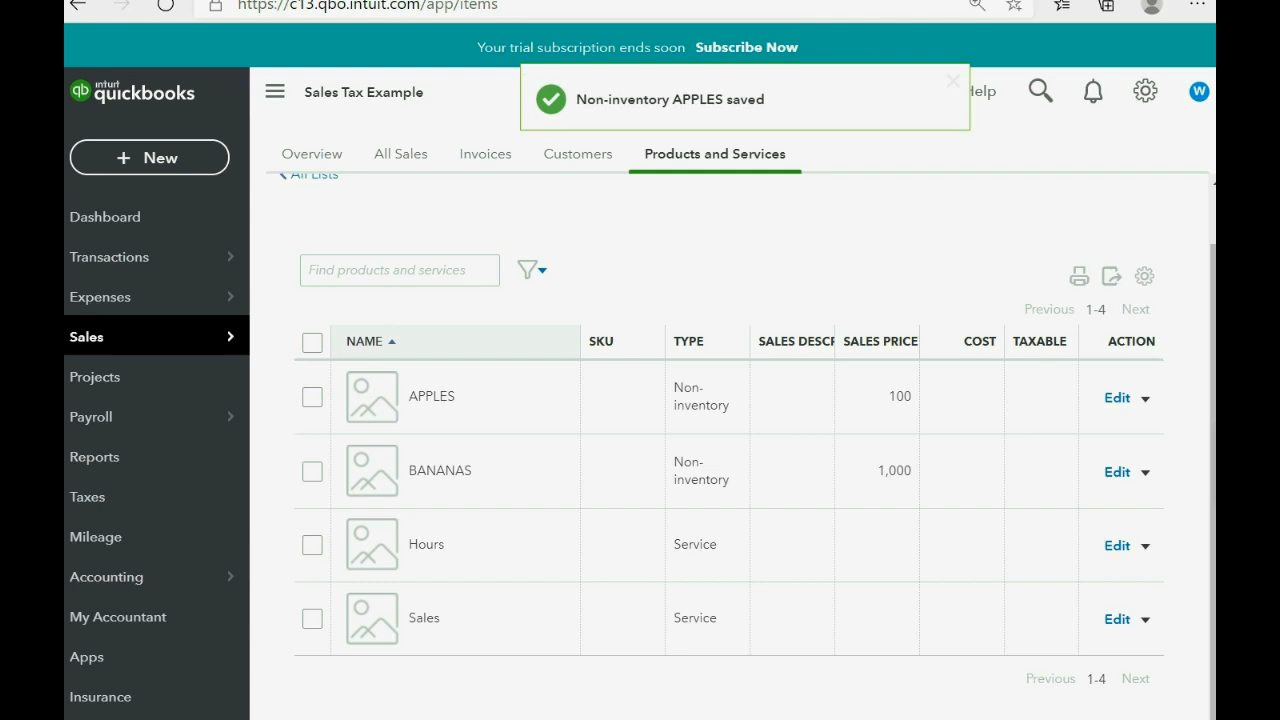 https://c13.qbo.intuit.com/app/items
Your trial subscription ends soon Subscribe Now
intuit
quickbooks
Sales Tax Example
Non-inventory APPLES saved
Help
W
+ New
Overview All Sales Invoices Customers Products and Services
All Lists
Dashboard
Transactions
Expenses
Sales
Projects
Payroll
Reports
Taxes
Mileage
Accounting
My Accountant
Apps
Insurance
Find products and services
Previous 1-4 Next
NAME SKU TYPE SALES DESCR SALES PRICE COST TAXABLE ACTION
APPLES Non-inventory 100 Edit
BANANAS Non-inventory 1,000 Edit
Hours Service Edit
Sales Service Edit
Previous 1-4 Next